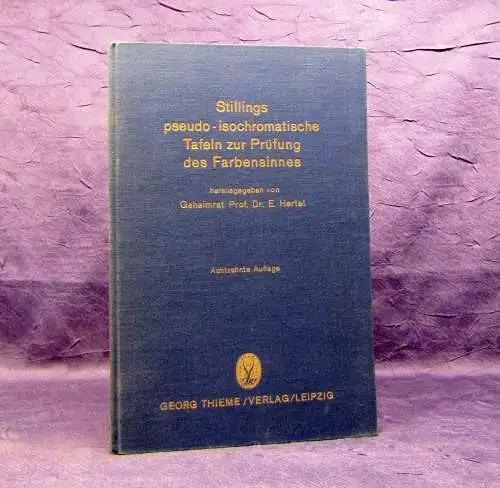 Stillings
pseudo-isochromatische
Tafeln zur Prüfung
des Farbensinnes
herausgegeben von
Geheimrat Prof. Dr. E. Hertel
Achtzehnte Auflage
GEORG THIEME/VERLAG/LEIPZIG